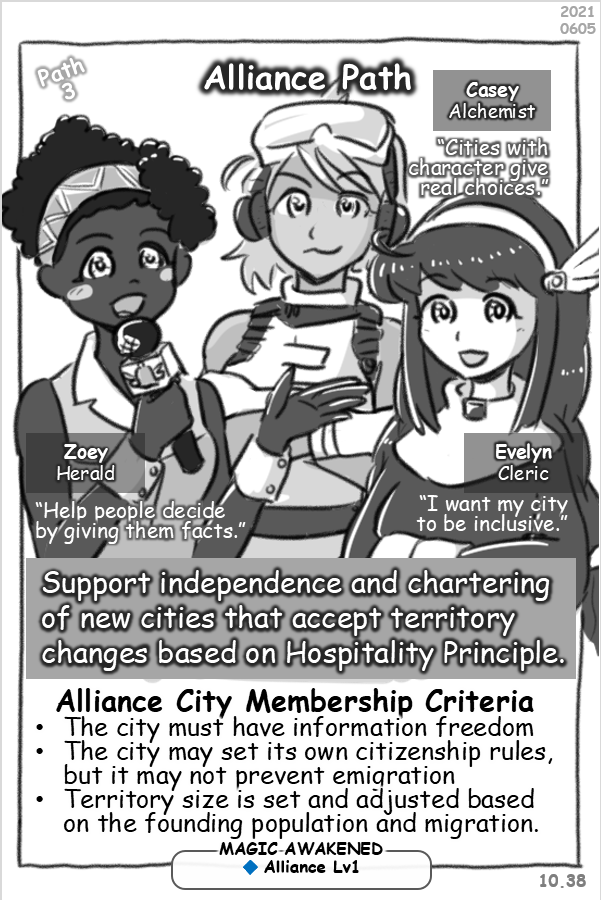 2021
0605
Path
3
Alliance Path
Casey
Alchemist
“Cities with
character give
real choices.”
Zoey
Herald
“Help people decide
by giving them facts.”
Evelyn
Cleric
“I want my city
to be inclusive.”
Support independence and chartering
of new cities that accept territory
changes based on Hospitality Principle.
Alliance City Membership Criteria
• The city must have information freedom
• The city may set its own citizenship rules,
but it may not prevent emigration
• Territory size is set and adjusted based
on the founding population and migration.
MAGIC AWAKENED
Alliance Lv1
10.38